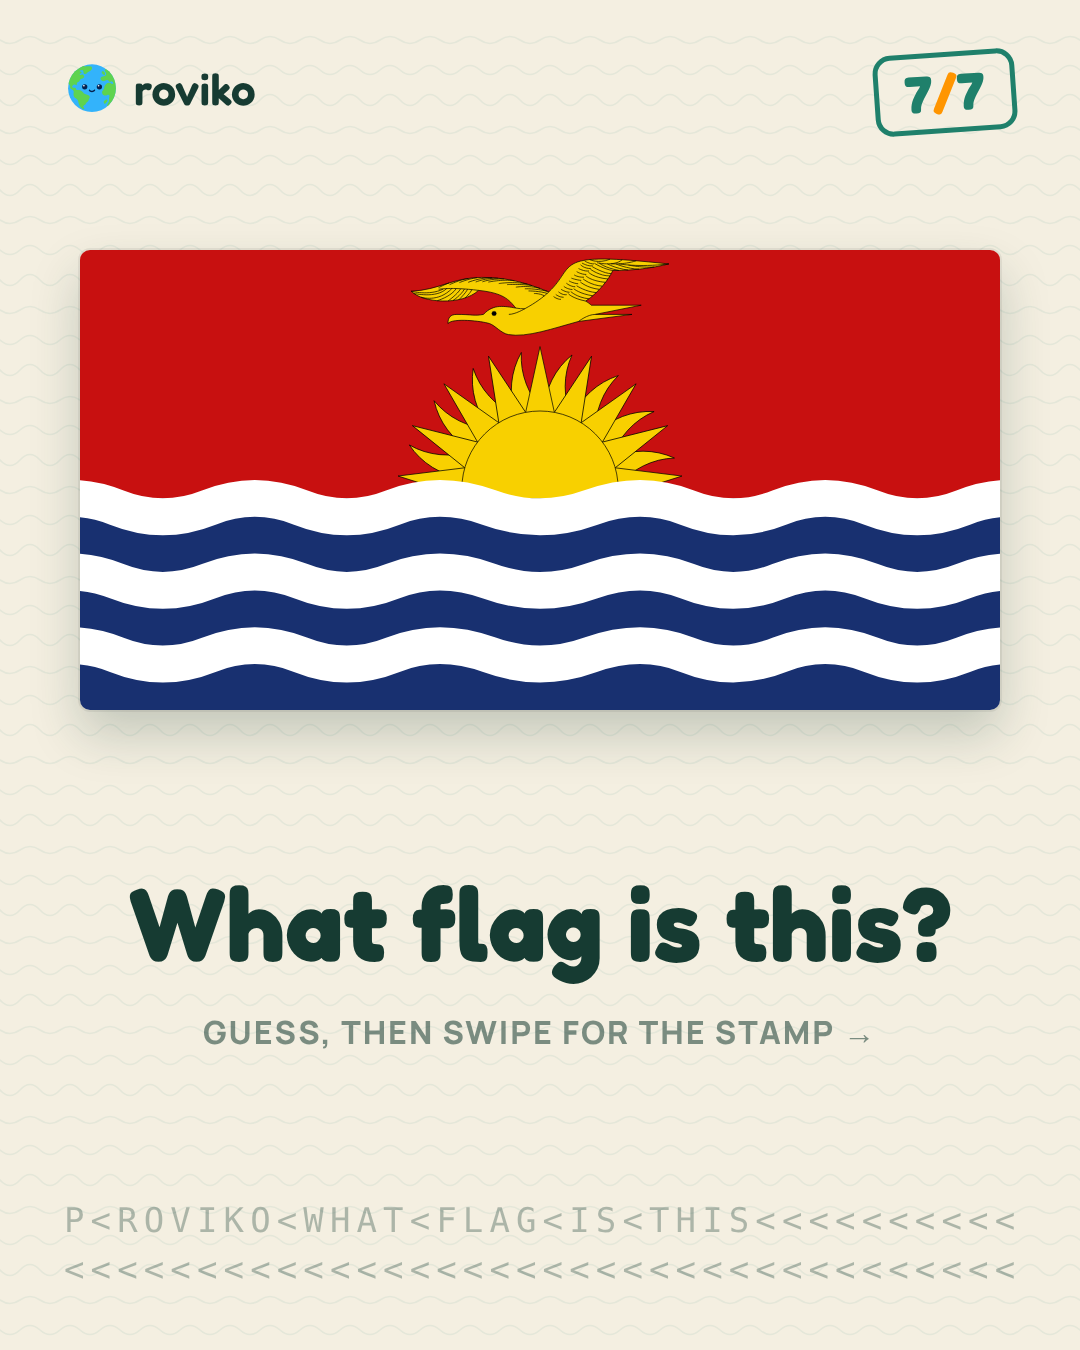 roviko
7/7
What flag is this?
GUESS, THEN SWIPE FOR THE STAMP →
P<ROVIKO<WHAT<FLAG<IS<THIS<<<<<<<<<<
<<<<<<<<<<<<<<<<<<<<<<<<<<<<<<<<<<<<